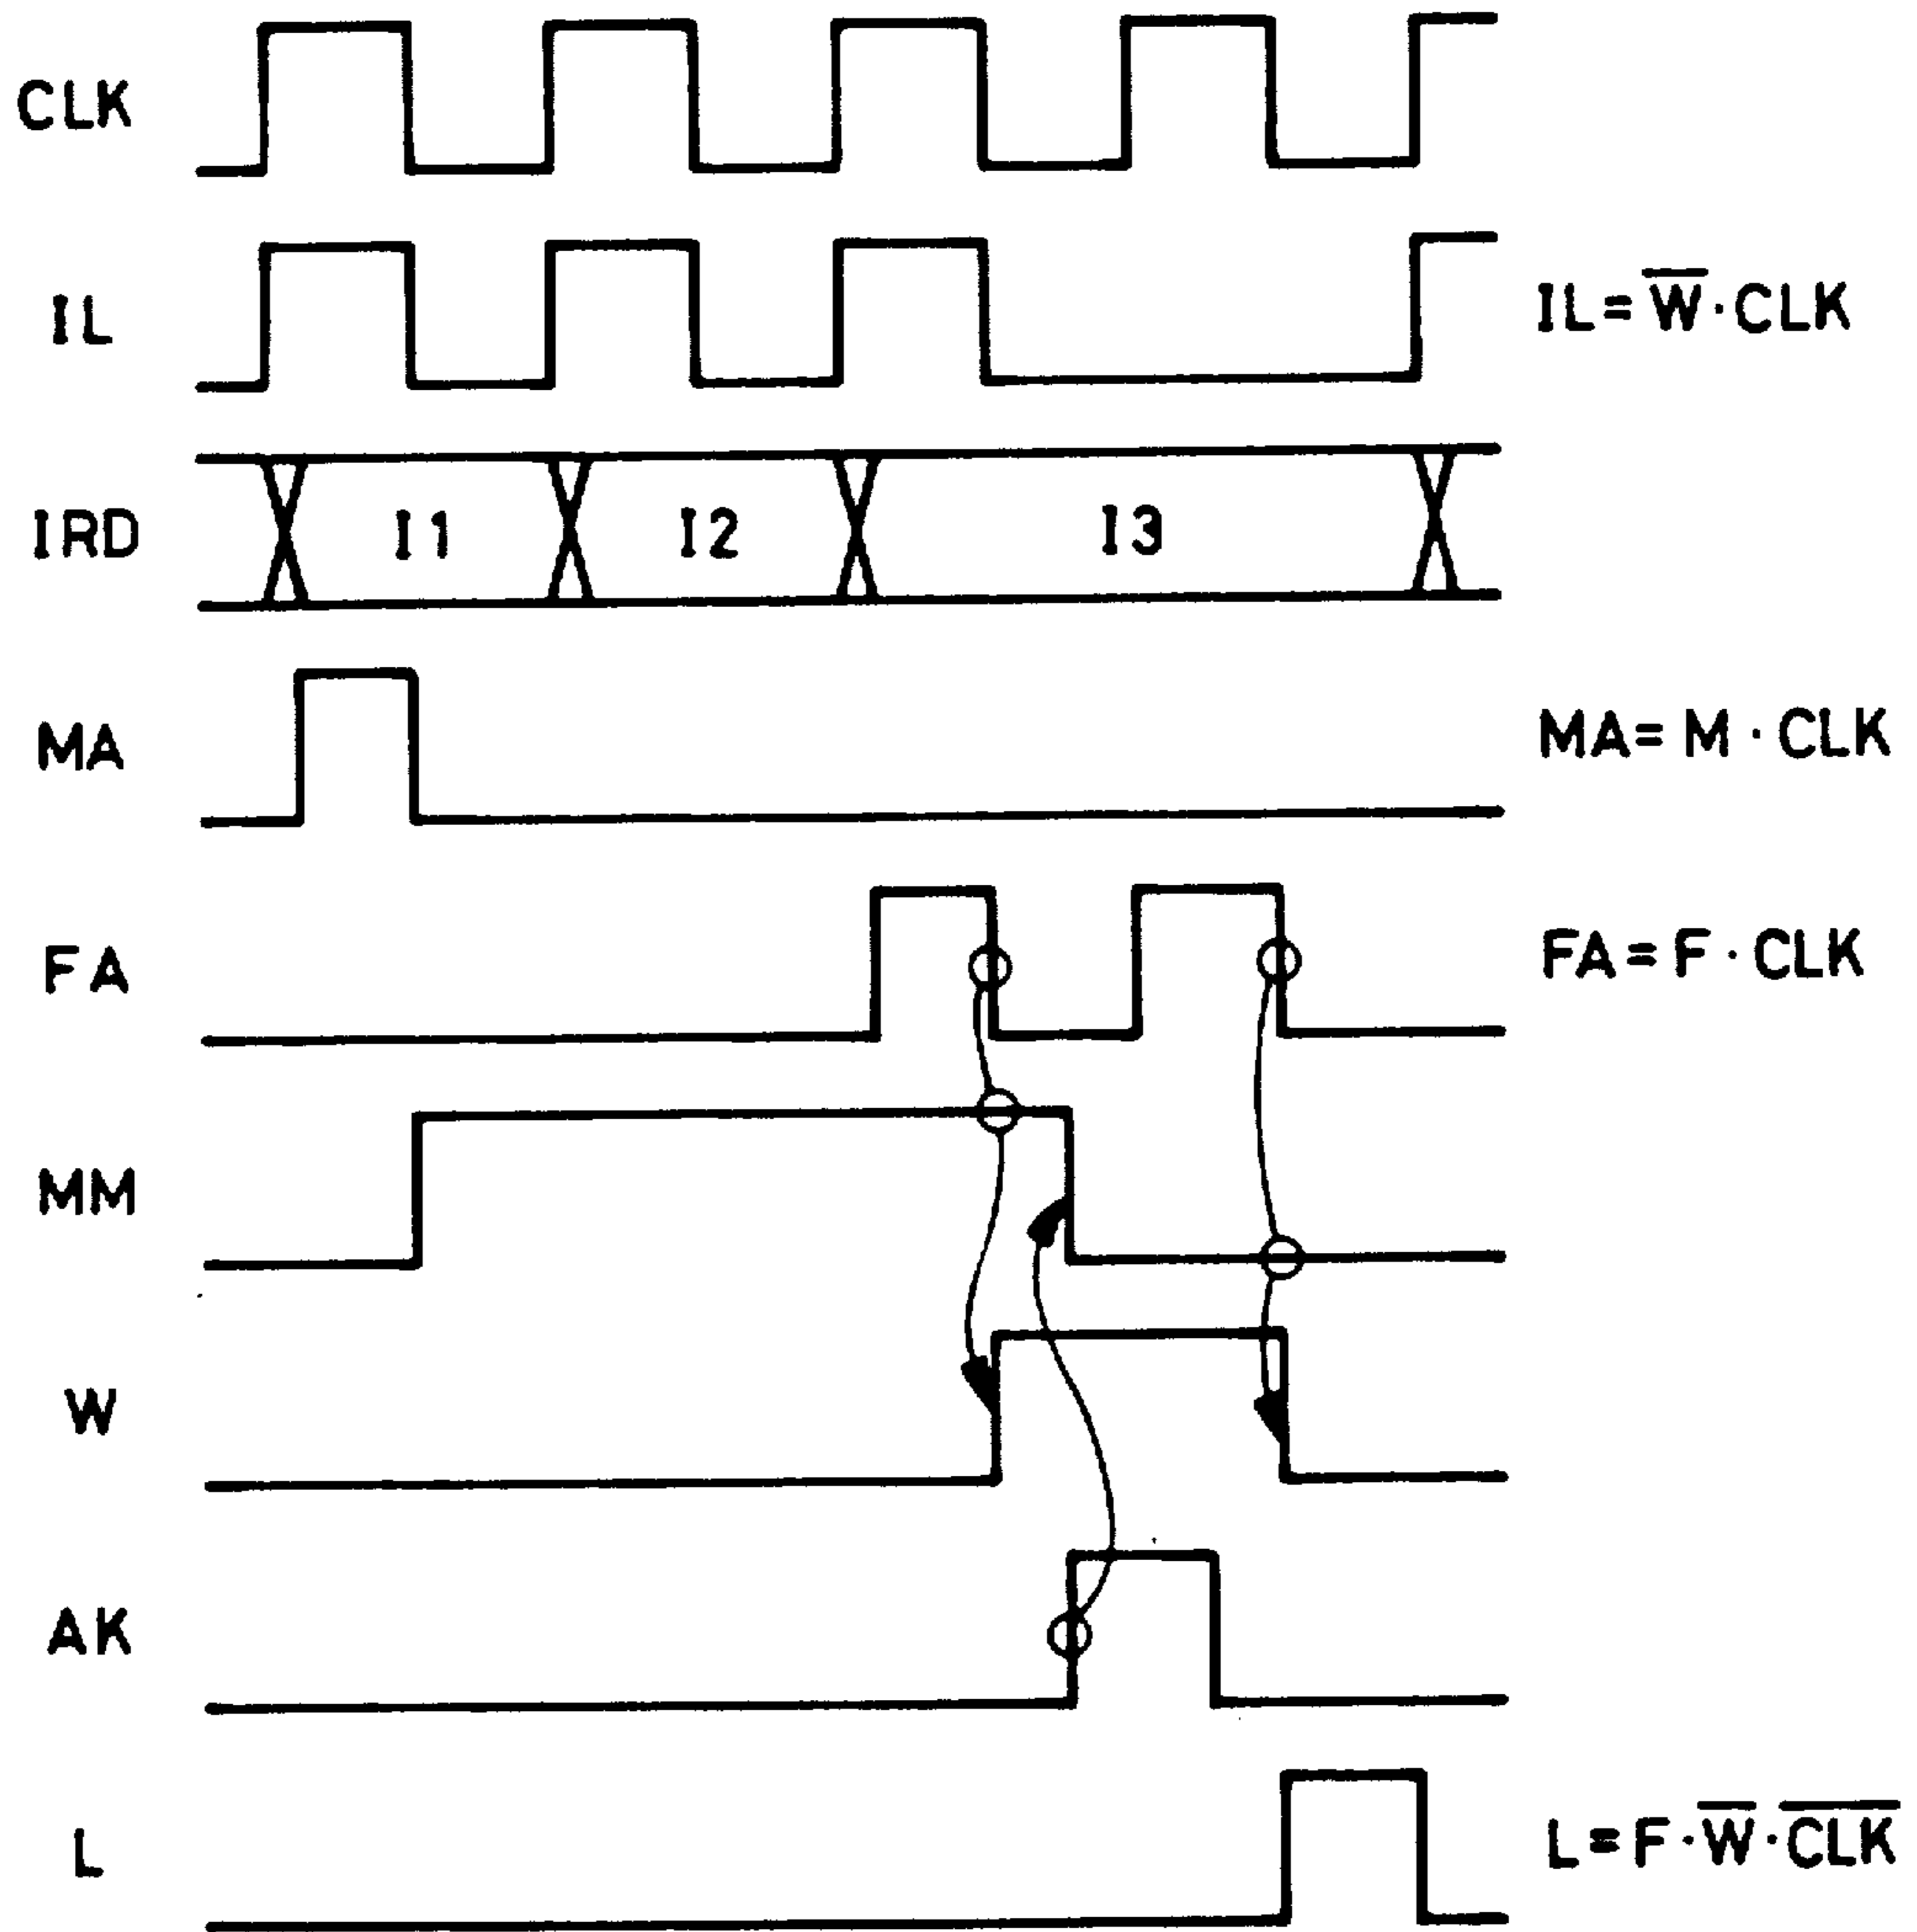 CLK
IL
IL=W̅·CLK
IRD
I1
I2
I3
MA
MA=M·CLK
FA
FA=F·CLK
MM
W
AK
L
L=F·W̅·C̅L̅K̅